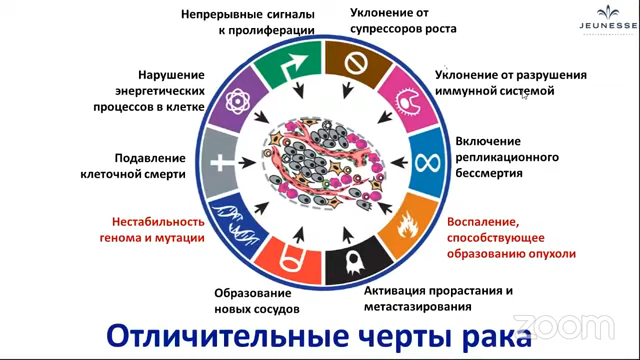 JEUNESSE
Непрерывные сигналы
к пролиферации
Уклонение от
супрессоров роста
Нарушение
энергетических
процессов в клетке
Уклонение от разрушения
иммунной системой
Подавление
клеточной смерти
Включение
репликационного
бессмертия
Нестабильность
генома и мутации
Воспаление,
способствующее
образованию опухоли
Образование
новых сосудов
Активация прорастания и
метастазирования
zoom
Отличительные черты рака